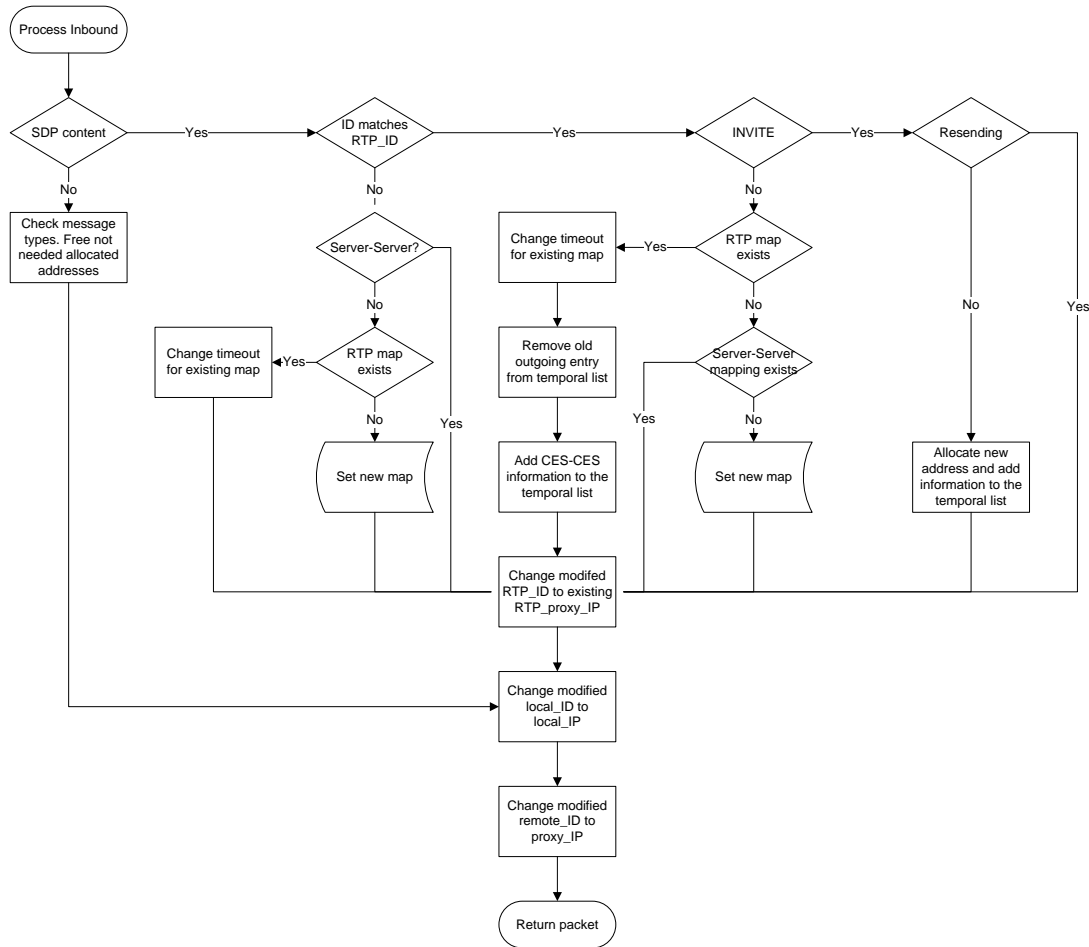 Process Inbound
SDP content
Yes
ID matches
RTP_ID
Yes
INVITE
Yes
Resending
No
No
No
Yes
Check message
types. Free not
needed allocated
addresses
Server-Server?
Change timeout
for existing map
Yes
RTP map
exists
No
No
No
Change timeout
for existing map
Yes
RTP map
exists
Remove old
outgoing entry
from temporal list
Server-Server
mapping exists
Yes
Yes
No
No
Set new map
Add CES-CES
information to the
temporal list
Set new map
Allocate new
address and add
information to the
temporal list
Change modifed
RTP_ID to existing
RTP_proxy_IP
Change modified
local_ID to
local_IP
Change modified
remote_ID to
proxy_IP
Return packet